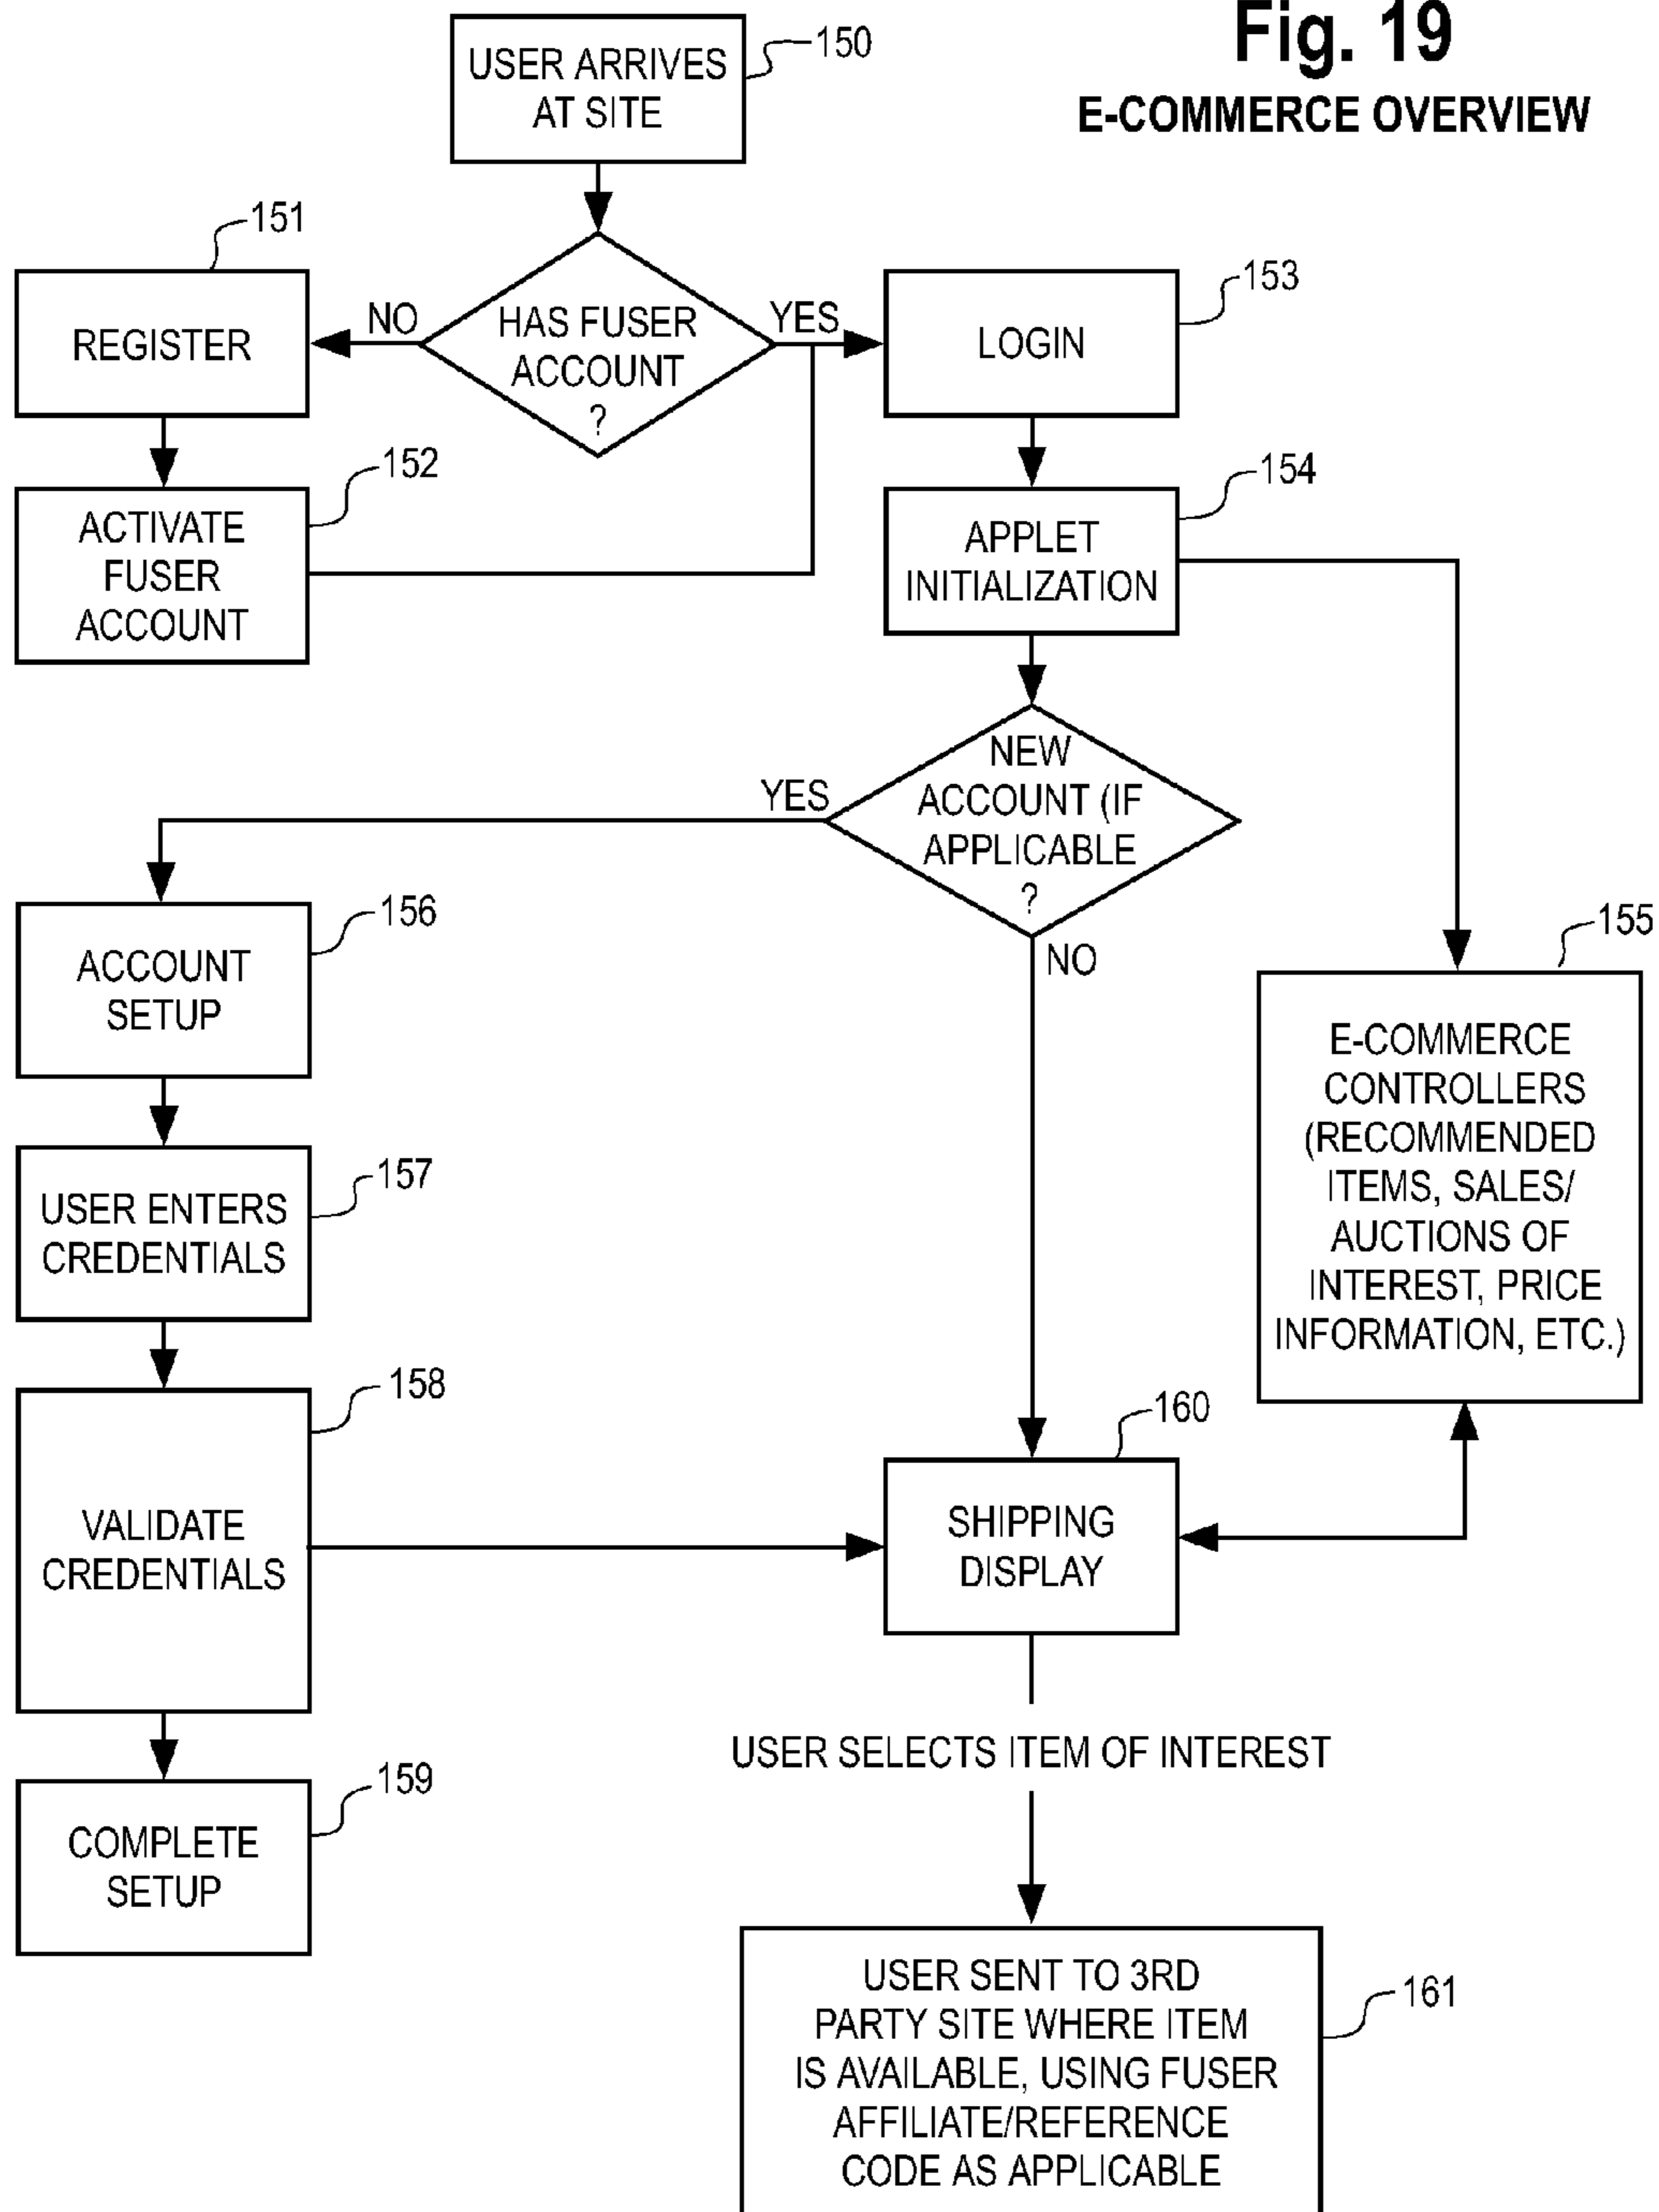 Fig. 19
E-COMMERCE OVERVIEW
USER ARRIVES
AT SITE
150
151
REGISTER
NO
HAS FUSER
ACCOUNT
?
YES
LOGIN
153
152
ACTIVATE
FUSER
ACCOUNT
APPLET
INITIALIZATION
154
NEW
ACCOUNT (IF
APPLICABLE
?
YES
NO
156
ACCOUNT
SETUP
155
E-COMMERCE
CONTROLLERS
(RECOMMENDED
ITEMS, SALES/
AUCTIONS OF
INTEREST, PRICE
INFORMATION, ETC.)
157
USER ENTERS
CREDENTIALS
158
VALIDATE
CREDENTIALS
160
SHIPPING
DISPLAY
USER SELECTS ITEM OF INTEREST
159
COMPLETE
SETUP
USER SENT TO 3RD
PARTY SITE WHERE ITEM
IS AVAILABLE, USING FUSER
AFFILIATE/REFERENCE
CODE AS APPLICABLE
161